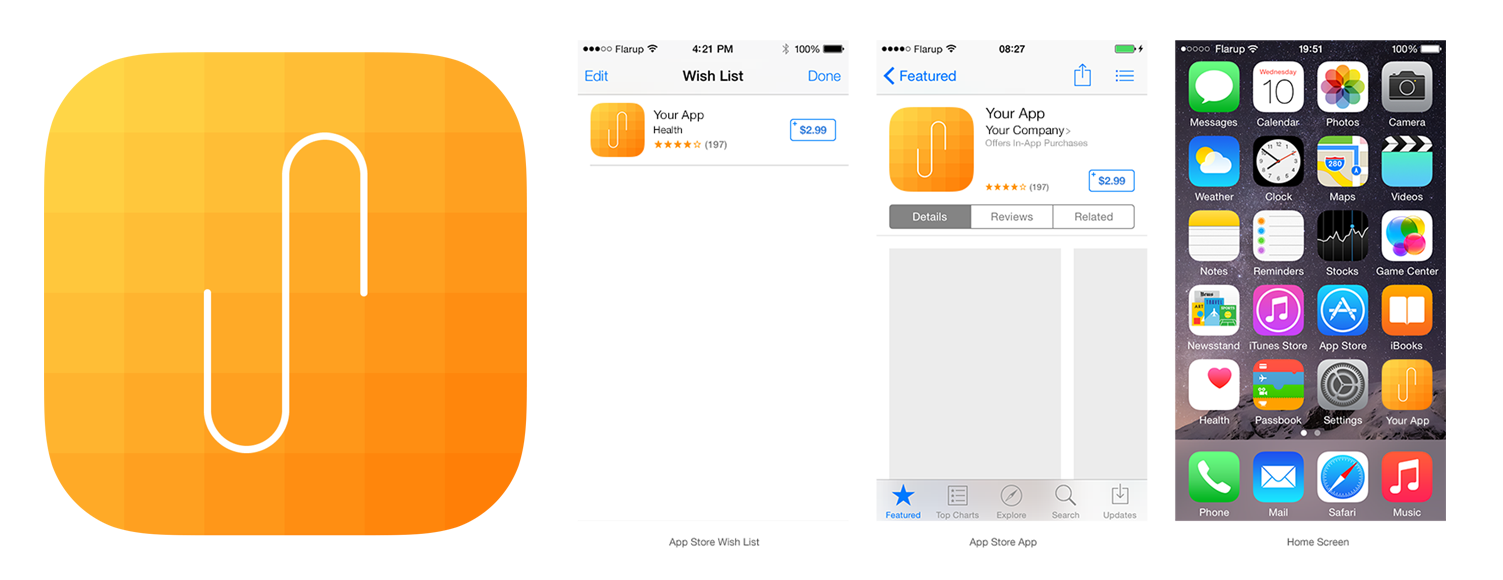 Flarup
4:21 PM
100%
Edit
Wish List
Done
Your App
Health
(197)
+
$2.99
App Store Wish List
Flarup
08:27
Featured
Your App
Your Company>
Offers In-App Purchases
(197)
+
$2.99
Details
Reviews
Related
Featured
Top Charts
Explore
Search
Updates
App Store App
Flarup
19:51
100%
Wednesday
10
280
Messages
Calendar
Photos
Camera
Weather
Clock
Maps
Videos
Notes
Reminders
Stocks
Game Center
ART
TRAVEL
SPORTS
Newsstand
iTunes Store
App Store
iBooks
Health
Passbook
Settings
Your App
Phone
Mail
Safari
Music
Home Screen